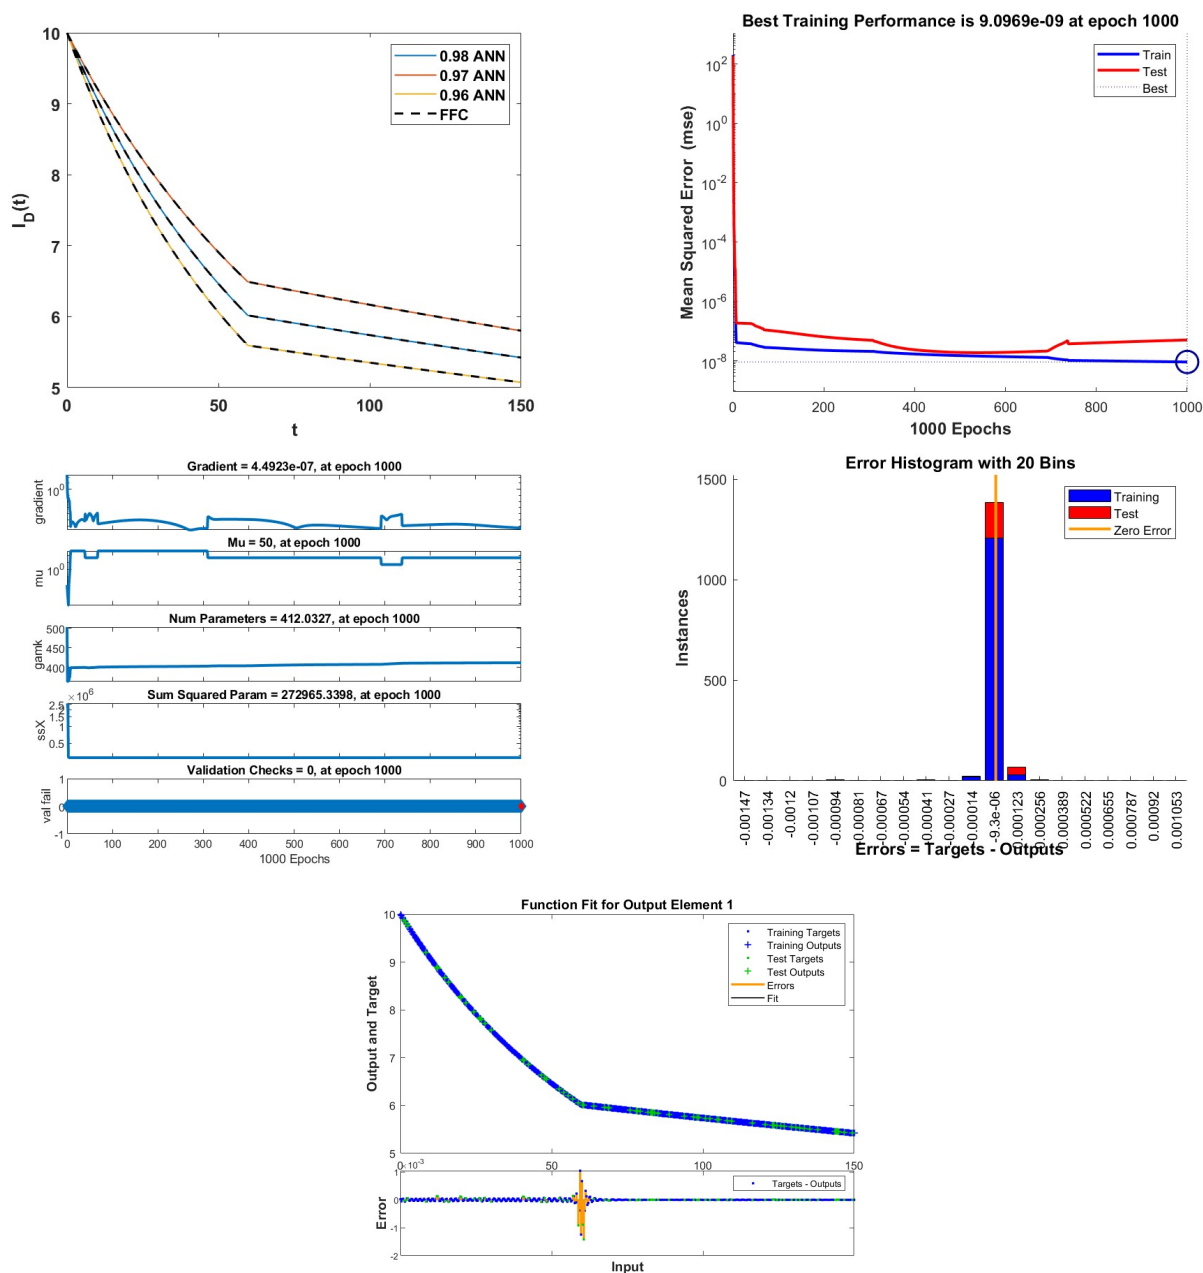 10
9
8
7
6
5
0
50
100
150
I_D(t)
t
0.98 ANN
0.97 ANN
0.96 ANN
FFC
Best Training Performance is 9.0969e-09 at epoch 1000
Mean Squared Error (mse)
10^2
10^0
10^-2
10^-4
10^-6
10^-8
Train
Test
Best
0
200
400
600
800
1000
1000 Epochs
Gradient = 4.4923e-07, at epoch 1000
gradient
10^0
Mu = 50, at epoch 1000
mu
10^0
Num Parameters = 412.0327, at epoch 1000
gamk
500
450
400
Sum Squared Param = 272965.3398, at epoch 1000
ssX
× 10^6
2.5
2
1.5
1
0.5
Validation Checks = 0, at epoch 1000
val fail
1
0
-1
0
100
200
300
400
500
600
700
800
900
1000
1000 Epochs
Error Histogram with 20 Bins
Instances
1500
1000
500
0
Training
Test
Zero Error
-0.00147
-0.00134
-0.0012
-0.00107
-0.00094
-0.00081
-0.00067
-0.00054
-0.00041
-0.00027
-0.00014
-9.3e-06
0.000123
0.000256
0.000389
0.000522
0.000655
0.000787
0.00092
0.001053
Errors = Targets - Outputs
Function Fit for Output Element 1
Output and Target
10
9
8
7
6
5
Training Targets
Training Outputs
Test Targets
Test Outputs
Errors
Fit
0
50
100
150
×10^-3
Error
1
0
-1
-2
Targets - Outputs
Input